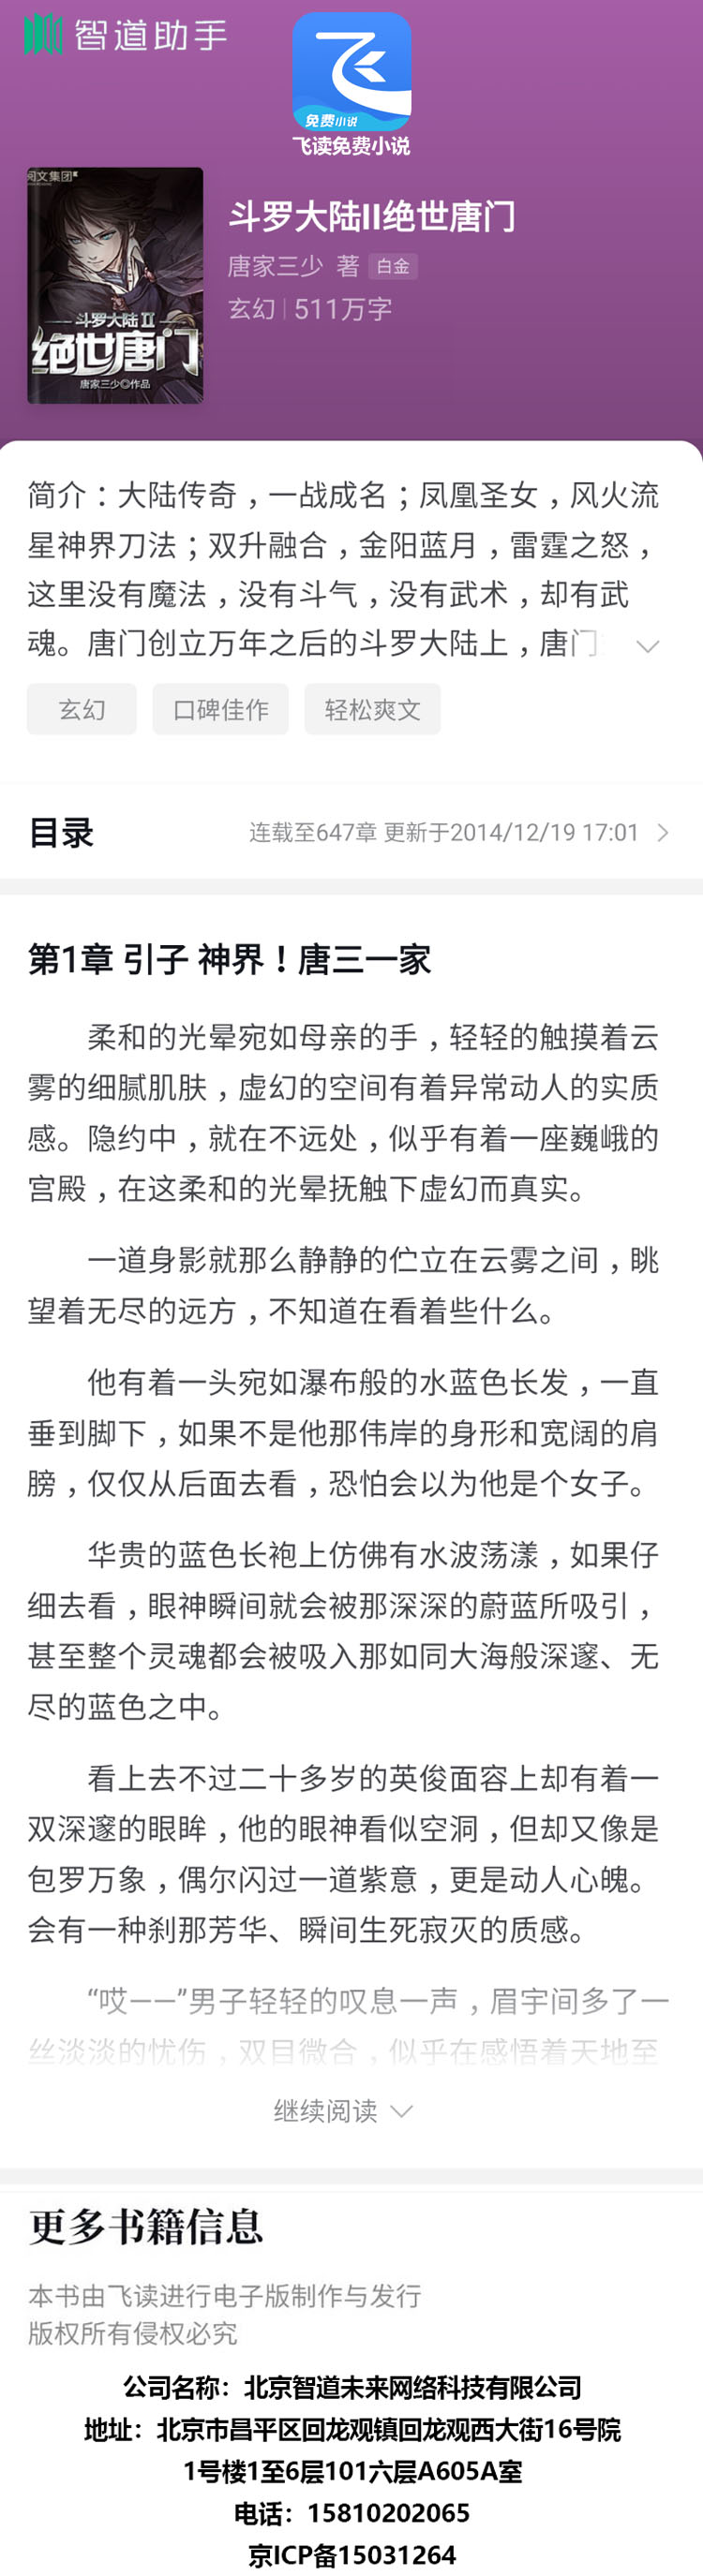 智道助手
免费小说
飞读免费小说
阅文集团
斗罗大陆II
绝世唐门
唐家三少◎作品
斗罗大陆II绝世唐门
唐家三少 著 白金
玄幻 | 511万字
简介：大陆传奇，一战成名；凤凰圣女，风火流
星神界刀法；双升融合，金阳蓝月，雷霆之怒，
这里没有魔法，没有斗气，没有武术，却有武
魂。唐门创立万年之后的斗罗大陆上，唐门
玄幻 口碑佳作 轻松爽文
目录 连载至647章 更新于2014/12/19 17:01
第1章 引子 神界！唐三一家
柔和的光晕宛如母亲的手，轻轻的触摸着云
雾的细腻肌肤，虚幻的空间有着异常动人的实质
感。隐约中，就在不远处，似乎有着一座巍峨的
宫殿，在这柔和的光晕抚触下虚幻而真实。
一道身影就那么静静的伫立在云雾之间，眺
望着无尽的远方，不知道在看着些什么。
他有着一头宛如瀑布般的水蓝色长发，一直
垂到脚下，如果不是他那伟岸的身形和宽阔的肩
膀，仅仅从后面去看，恐怕会以为他是个女子。
华贵的蓝色长袍上仿佛有水波荡漾，如果仔
细去看，眼神瞬间就会被那深深的蔚蓝所吸引，
甚至整个灵魂都会被吸入那如同大海般深邃、无
尽的蓝色之中。
看上去不过二十多岁的英俊面容上却有着一
双深邃的眼眸，他的眼神看似空洞，但却又像是
包罗万象，偶尔闪过一道紫意，更是动人心魄。
会有一种刹那芳华、瞬间生死寂灭的质感。
“哎——”男子轻轻的叹息一声，眉宇间多了一
丝淡淡的忧伤，双目微合，似乎在感悟着天地至
继续阅读
更多书籍信息
本书由飞读进行电子版制作与发行
版权所有侵权必究
公司名称：北京智道未来网络科技有限公司
地址：北京市昌平区回龙观镇回龙观西大街16号院
1号楼1至6层101六层A605A室
电话：15810202065
京ICP备15031264